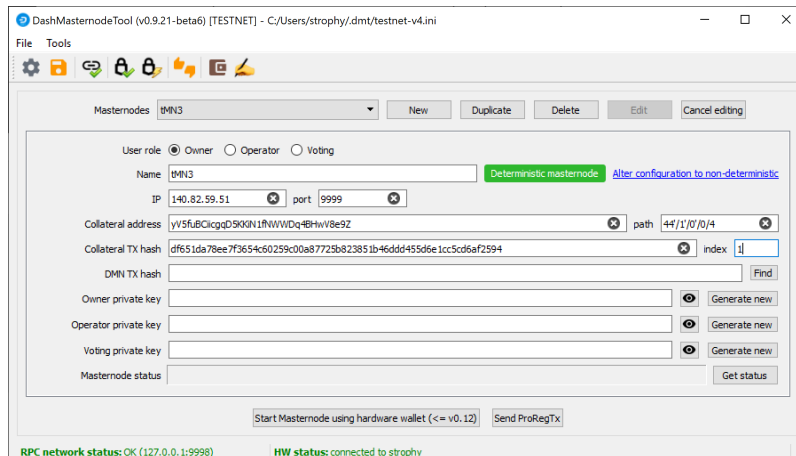 DashMasternodeTool (v0.9.21-beta6) [TESTNET] - C:/Users/strophy/.dmt/testnet-v4.ini
File Tools
Masternodes tMN3 New Duplicate Delete Edit Cancel editing
User role Owner Operator Voting
Name tMN3 Deterministic masternode Alter configuration to non-deterministic
IP 140.82.59.51 port 9999
Collateral address yV5fuBCiicgqD5KKiN1fNWWDq4BHwV8e9Z path 44'/1'/0'/0/4
Collateral TX hash df651da78ee7f3654c60259c00a87725b823851b46ddd455d6e1cc5cd6af2594 index 1
DMN TX hash Find
Owner private key Generate new
Operator private key Generate new
Voting private key Generate new
Masternode status Get status
Start Masternode using hardware wallet (<= v0.12) Send ProRegTx
RPC network status: OK (127.0.0.1:9998) HW status: connected to strophy